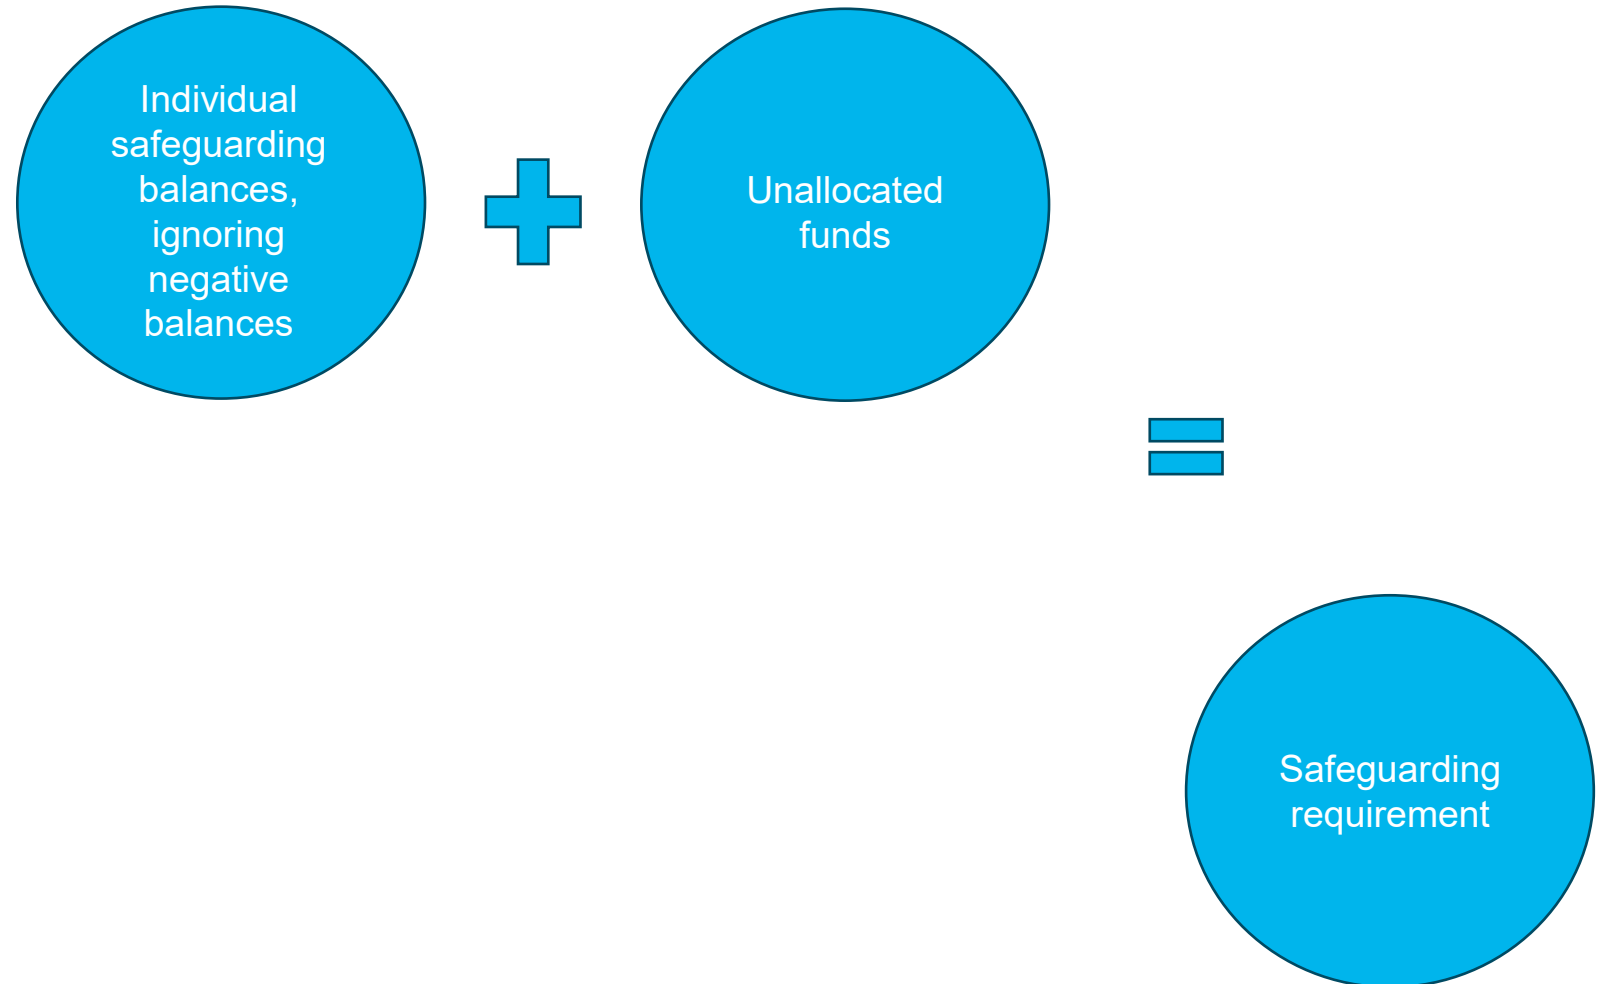 Individual
safeguarding
balances,
ignoring
negative
balances
Unallocated
funds
Safeguarding
requirement